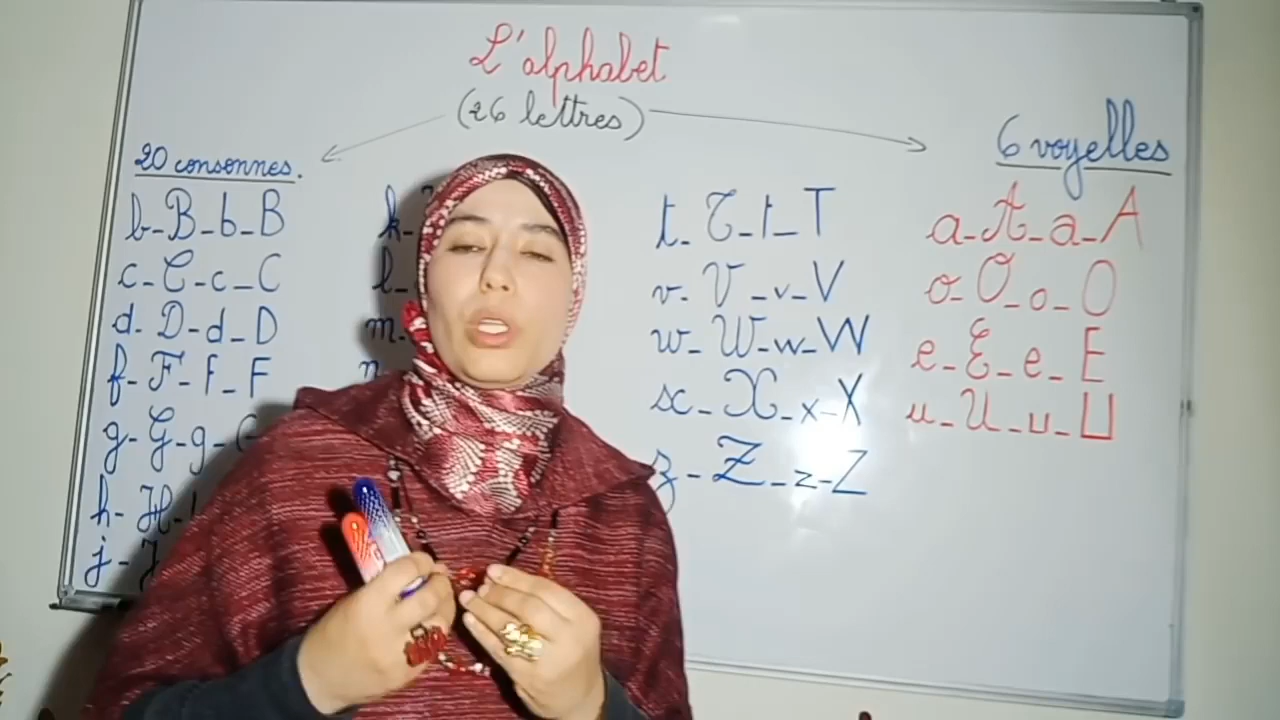 L'alphabet
(26 lettres)
20 consonnes.
6 voyelles
b-B-b-B
c-C-c-C
d-D-d-D
f-F-f-F
g-G-g-G
h-H-
j-J
k-
l-
m-
n-
t-T-t-T
v-V-v-V
w-W-w-W
x-X-x-X
z-Z-z-Z
a-A-a-A
o-O-o-O
e-E-e-E
u-U-u-U